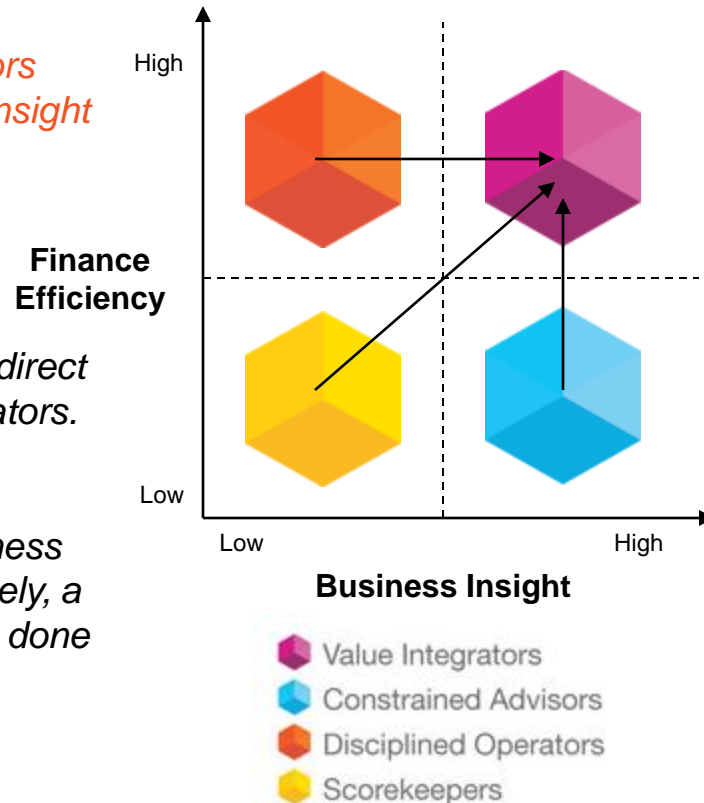 ors
nsight
High
Finance
Efficiency
direct
ators.
Low
ness
ely, a
done
Low
High
Business Insight
Value Integrators
Constrained Advisors
Disciplined Operators
Scorekeepers